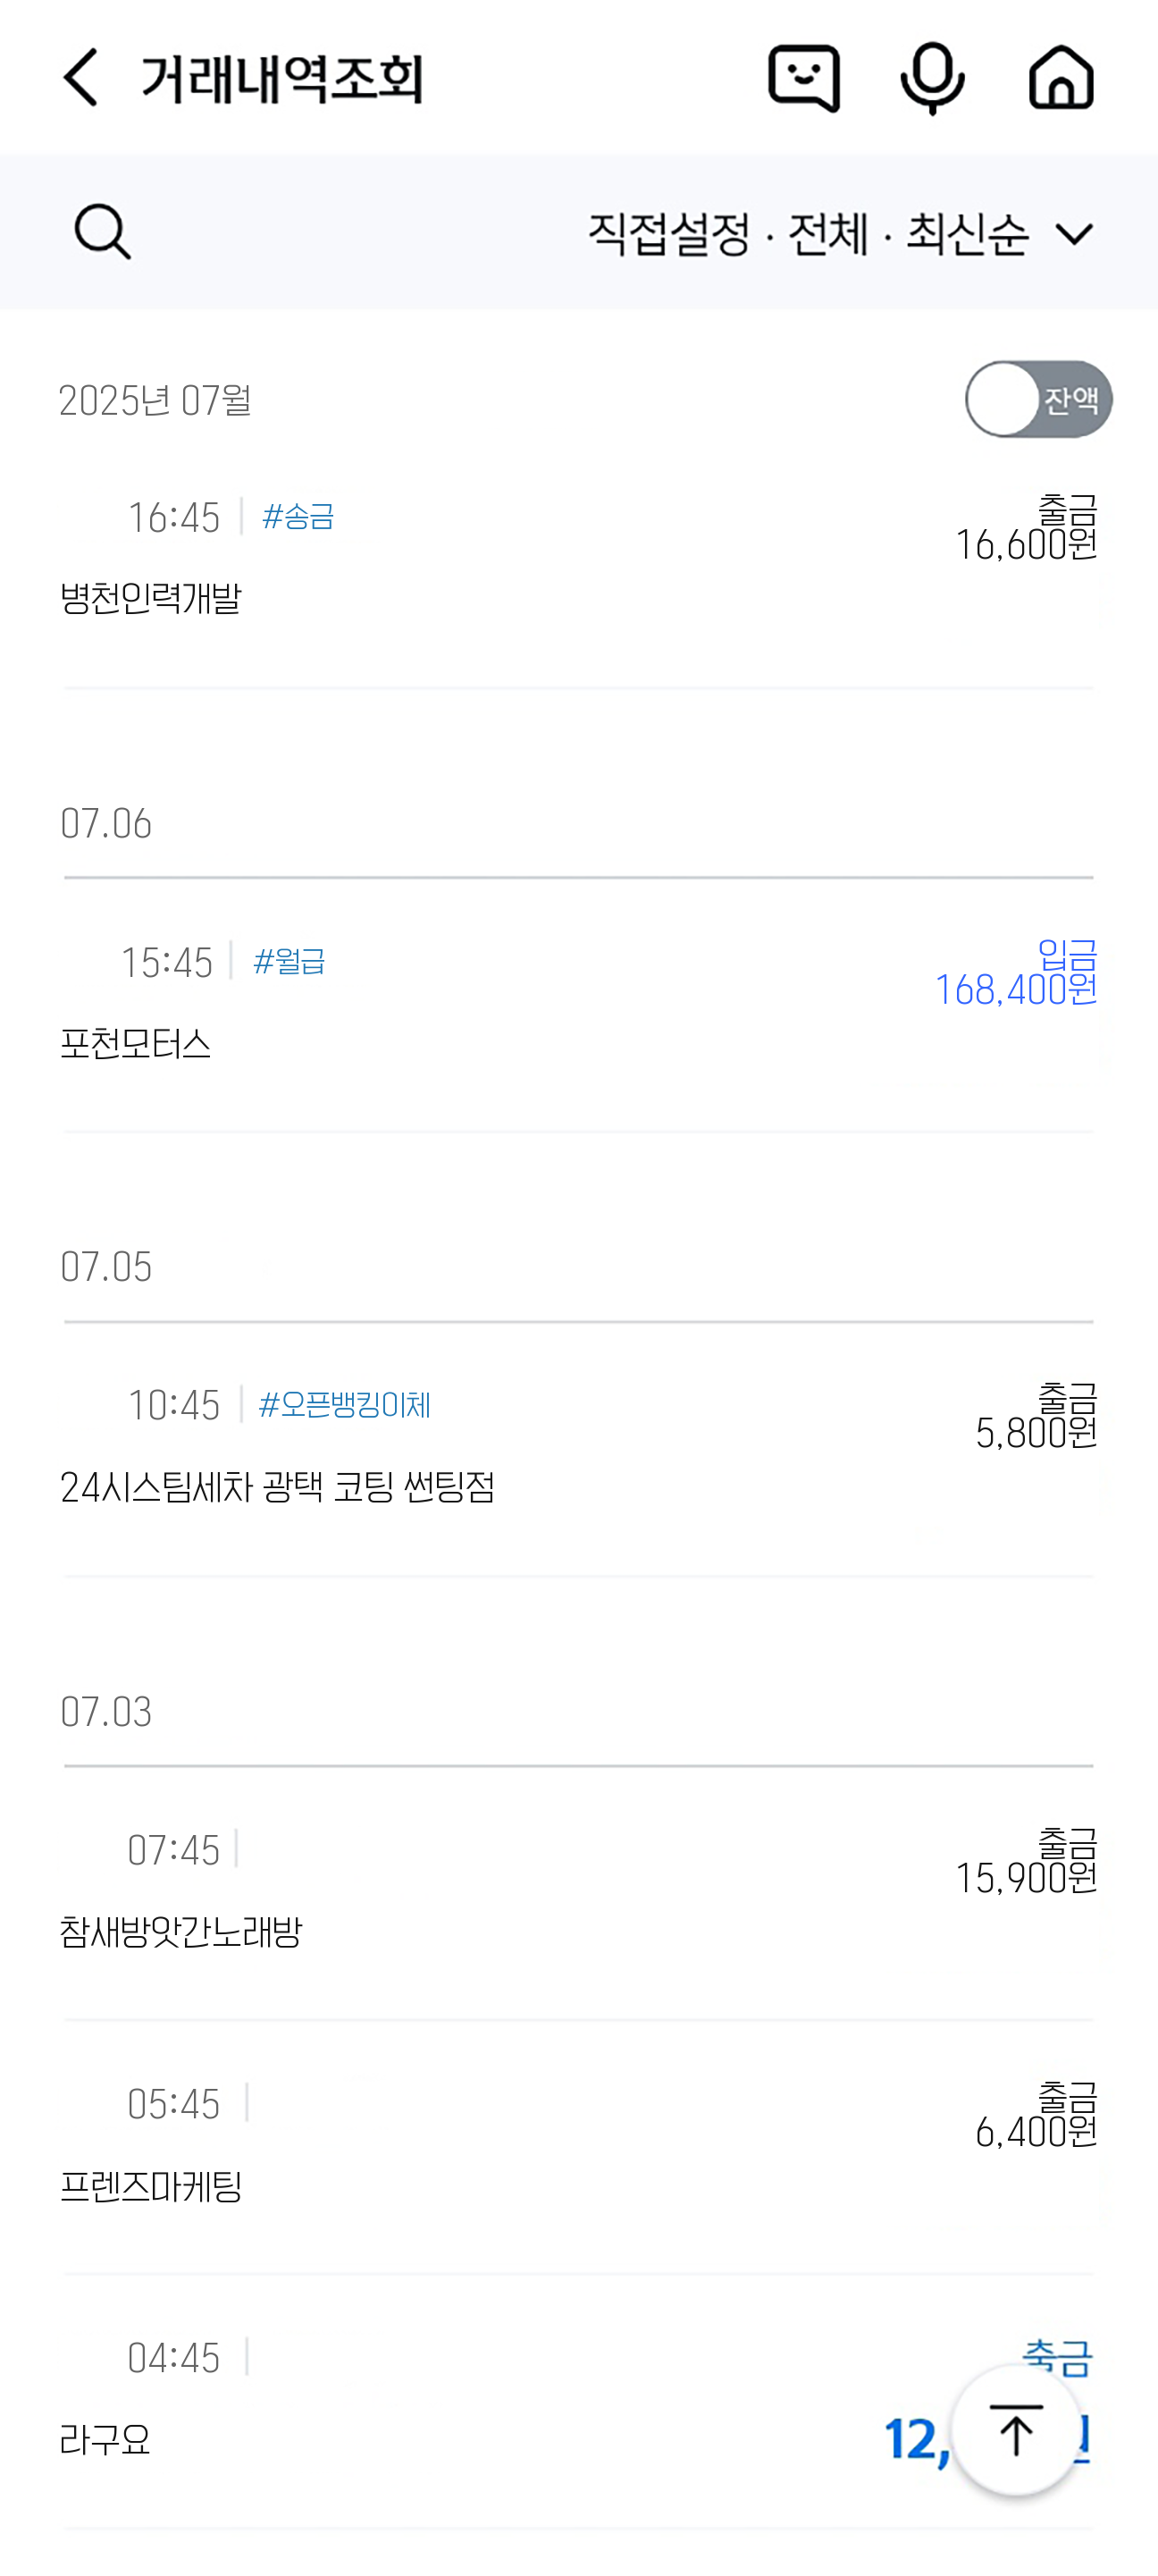 거래내역조회
직접설정 · 전체 · 최신순
2025년 07월
잔액
16:45 #송금
출금
16,600원
병천인력개발
07.06
15:45 #월급
입금
168,400원
포천모터스
07.05
10:45 #오픈뱅킹이체
출금
5,800원
24시스팀세차 광택 코팅 썬팅점
07.03
07:45
출금
15,900원
참새방앗간노래방
05:45
출금
6,400원
프렌즈마케팅
04:45
라구요
12,